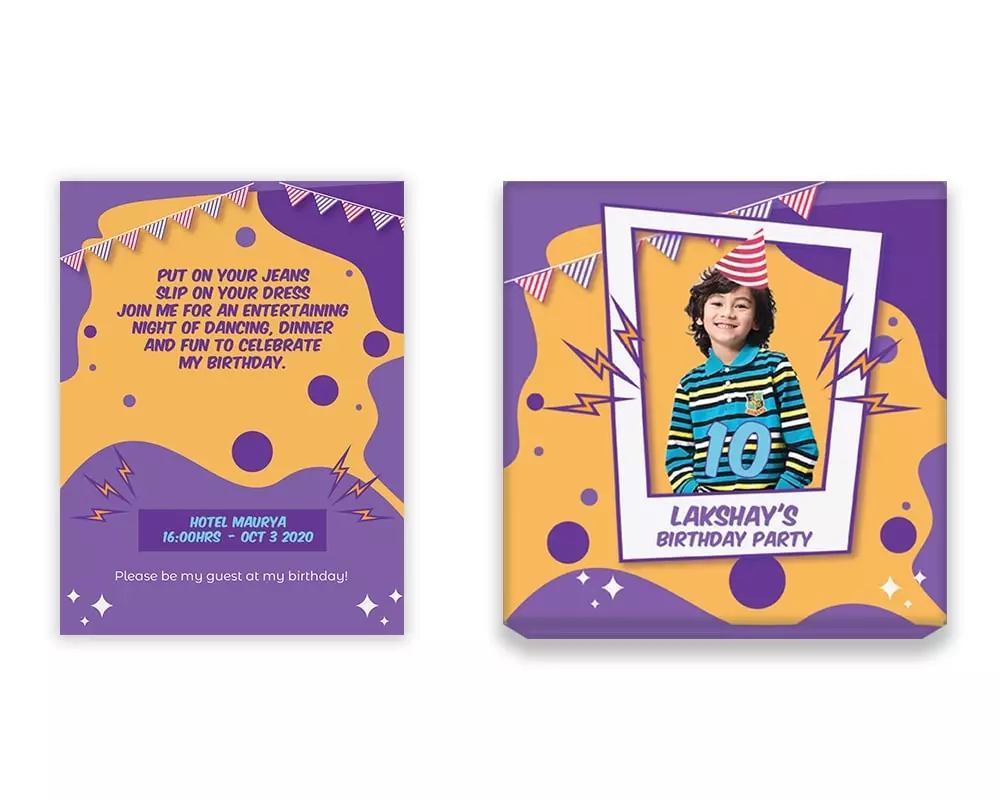 PUT ON YOUR JEANS
SLIP ON YOUR DRESS
JOIN ME FOR AN ENTERTAINING
NIGHT OF DANCING, DINNER
AND FUN TO CELEBRATE
MY BIRTHDAY.
HOTEL MAURYA
16:00HRS - OCT 3 2020
Please be my guest at my birthday!
10
LAKSHAY'S
BIRTHDAY PARTY